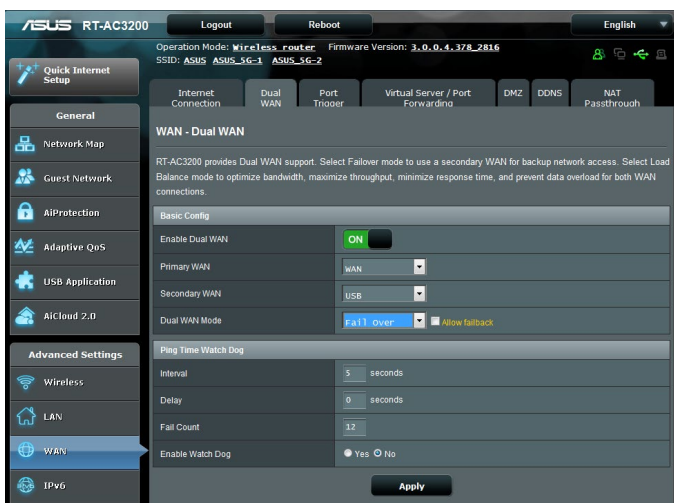 ASUS RT-AC3200
Logout
Reboot
English
Operation Mode: Wireless router Firmware Version: 3.0.0.4.378_2816
SSID: ASUS ASUS_5G-1 ASUS_5G-2
Quick Internet
Setup
General
Network Map
Guest Network
AiProtection
Adaptive QoS
USB Application
AiCloud 2.0
Advanced Settings
Wireless
LAN
WAN
IPv6
Internet
Connection
Dual
WAN
Port
Trigger
Virtual Server / Port
Forwarding
DMZ
DDNS
NAT
Passthrough
WAN - Dual WAN
RT-AC3200 provides Dual WAN support. Select Failover mode to use a secondary WAN for backup network access. Select Load
Balance mode to optimize bandwidth, maximize throughput, minimize response time, and prevent data overload for both WAN
connections.
Basic Config
Enable Dual WAN ON
Primary WAN WAN
Secondary WAN USB
Dual WAN Mode Fail Over Allow failback
Ping Time Watch Dog
Interval 5 seconds
Delay 0 seconds
Fail Count 12
Enable Watch Dog Yes No
Apply